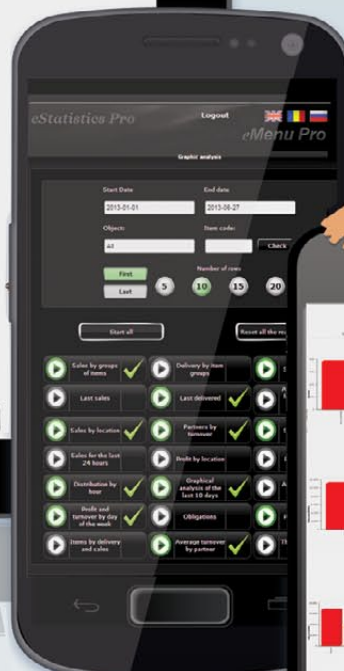 eStatistics Pro
Logout
eMenu Pro
Graphic analysis
Start Date
End date
2013-01-01
2013-06-27
Object:
Item code:
All
Check
First
Last
Number of rows
5
10
15
20
Start all
Reset all the
Sales by groups
of items
Delivery by item
groups
Last sales
Last delivered
Sales by location
Partners by
turnover
Sales for the last
24 hours
Profit by location
Distribution by
hour
Graphical
analysis of the
last 10 days
Profit and
turnover by day
of the week
Obligations
Items by delivery
and sales
Average turnover
by partner